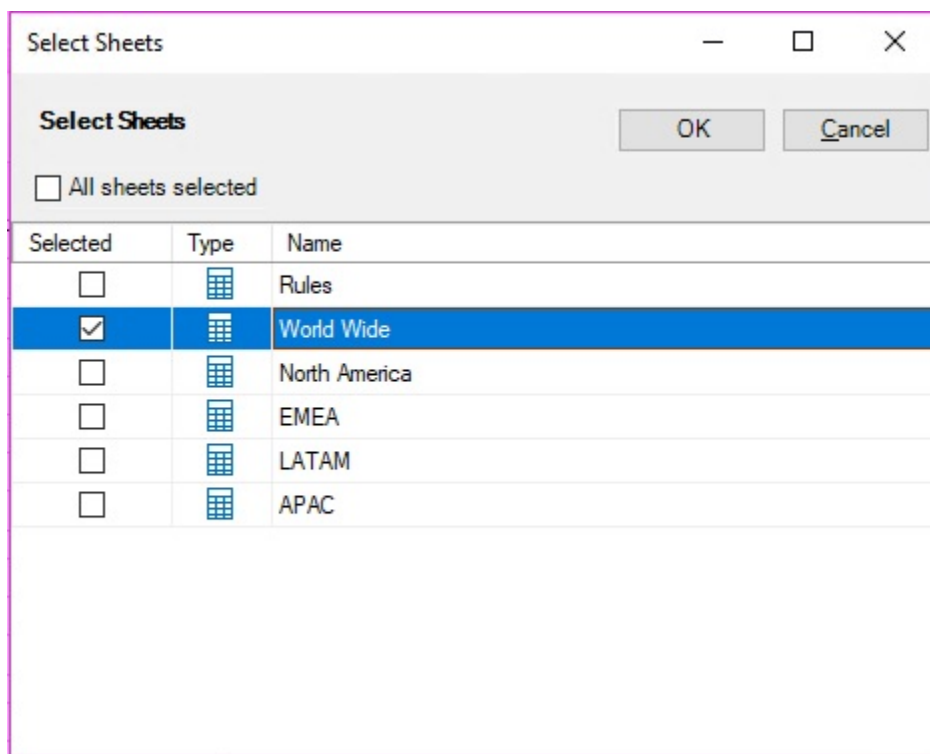 Select Sheets
Select Sheets
OK Cancel
All sheets selected
Selected Type Name
Rules
World Wide
North America
EMEA
LATAM
APAC